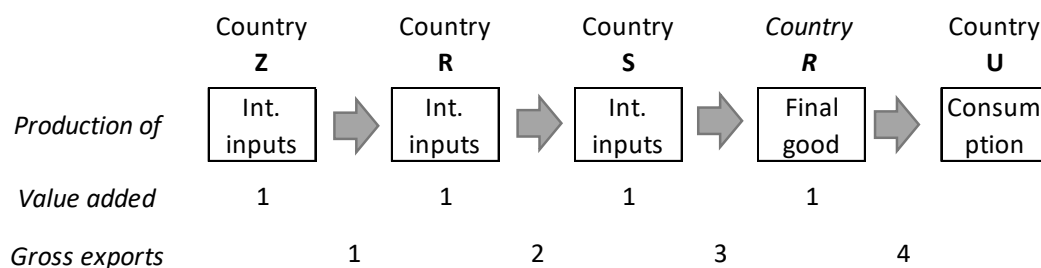 Country Country Country Country Country
Z R S R U
Production of Int. inputs Int. inputs Int. inputs Final good Consum ption
Value added 1 1 1 1
Gross exports 1 2 3 4